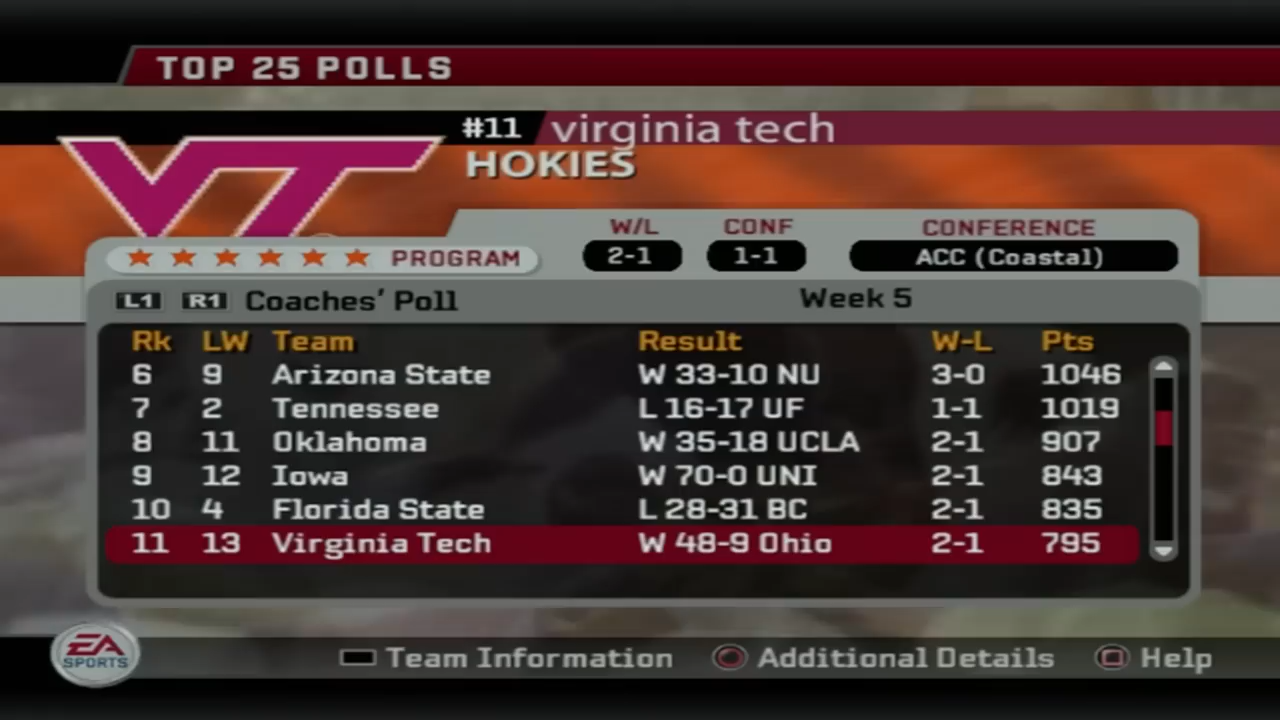 TOP 25 POLLS
#11 virginia tech
HOKIES
VT
W/L CONF CONFERENCE
PROGRAM 2-1 1-1 ACC (Coastal)
L1 R1 Coaches' Poll Week 5
Rk LW Team Result W-L Pts
6 9 Arizona State W 33-10 NU 3-0 1046
7 2 Tennessee L 16-17 UF 1-1 1019
8 11 Oklahoma W 35-18 UCLA 2-1 907
9 12 Iowa W 70-0 UNI 2-1 843
10 4 Florida State L 28-31 BC 2-1 835
11 13 Virginia Tech W 48-9 Ohio 2-1 795
EA SPORTS Team Information Additional Details Help